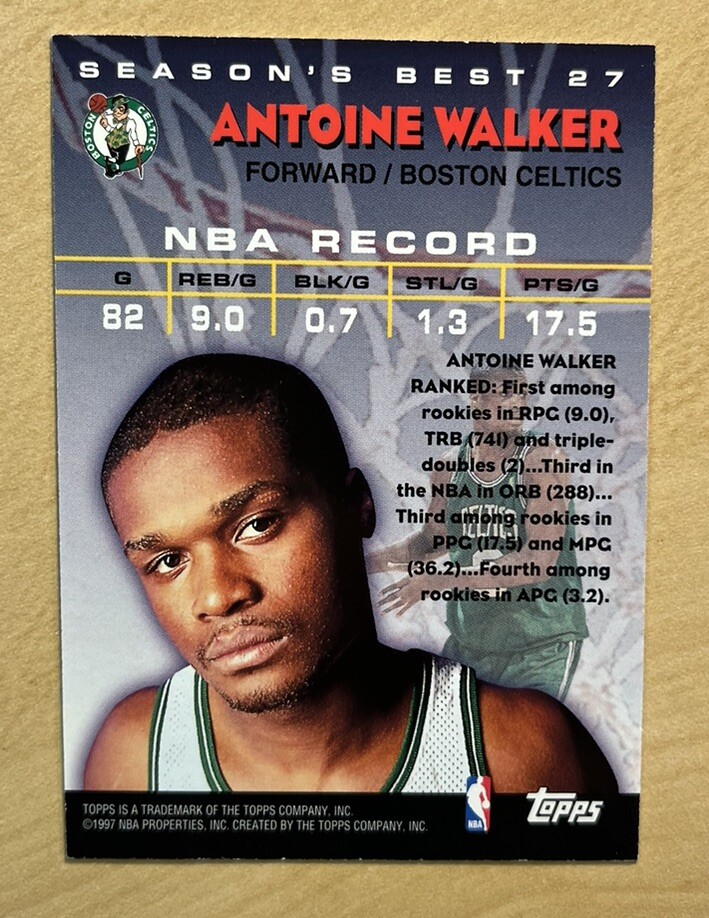 SEASON'S BEST 27
BOSTON CELTICS
ANTOINE WALKER
FORWARD / BOSTON CELTICS
NBA RECORD
G REB/G BLK/G STL/G PTS/G
82 9.0 0.7 1.3 17.5
ANTOINE WALKER
RANKED: First among
rookies in RPG (9.0),
TRB (741) and triple-
doubles (2)...Third in
the NBA in ORB (288)...
Third among rookies in
PPG (17.5) and MPG
(36.2)...Fourth among
rookies in APG (3.2).
CELTICS
TOPPS IS A TRADEMARK OF THE TOPPS COMPANY, INC.
©1997 NBA PROPERTIES, INC. CREATED BY THE TOPPS COMPANY, INC.
NBA
TOPPS